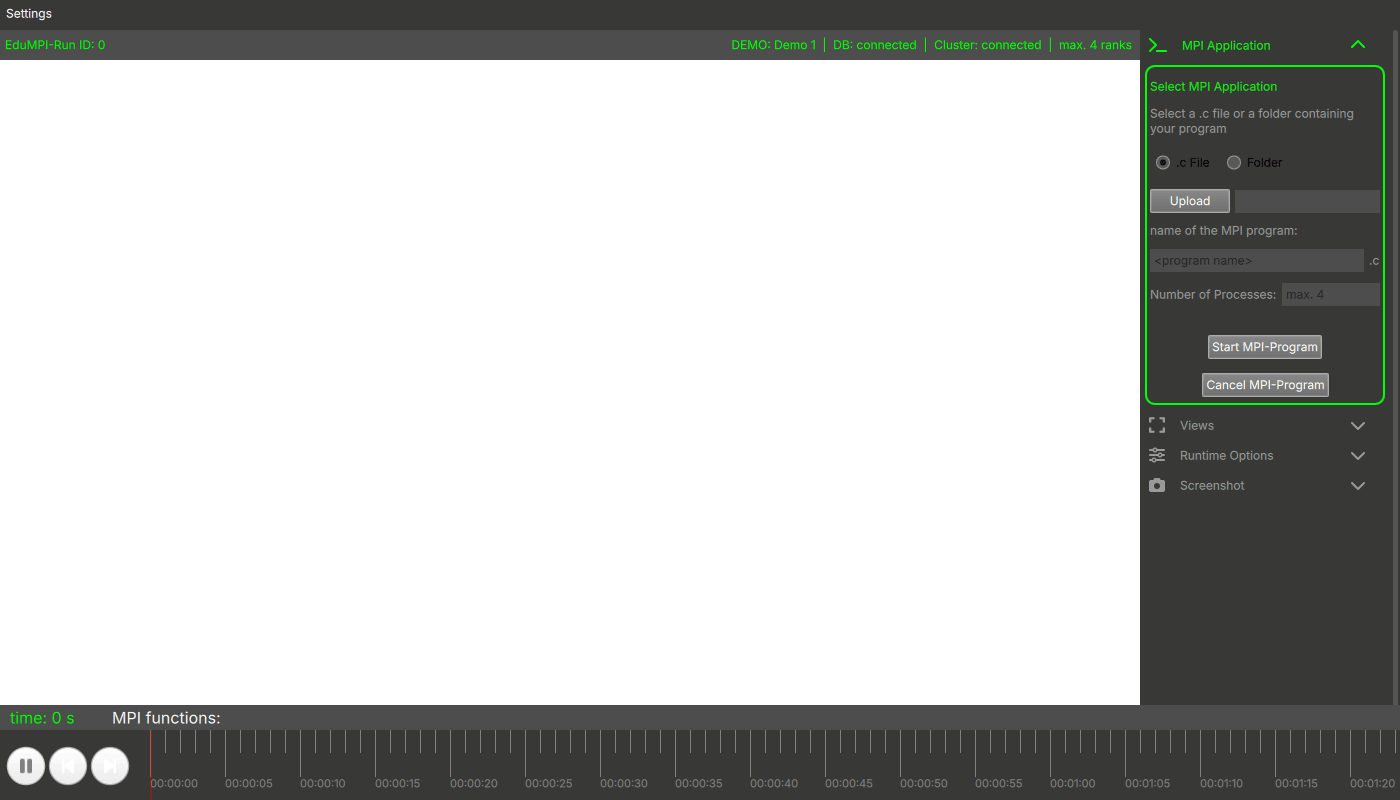 Settings
EduMPI-Run ID: 0
DEMO: Demo 1 | DB: connected | Cluster: connected | max. 4 ranks
MPI Application
Select MPI Application
Select a .c file or a folder containing
your program
.c File
Folder
Upload
name of the MPI program:
<program name> .c
Number of Processes: max. 4
Start MPI-Program
Cancel MPI-Program
Views
Runtime Options
Screenshot
time: 0 s
MPI functions:
00:00:00 00:00:05 00:00:10 00:00:15 00:00:20 00:00:25 00:00:30 00:00:35 00:00:40 00:00:45 00:00:50 00:00:55 00:01:00 00:01:05 00:01:10 00:01:15 00:01:20